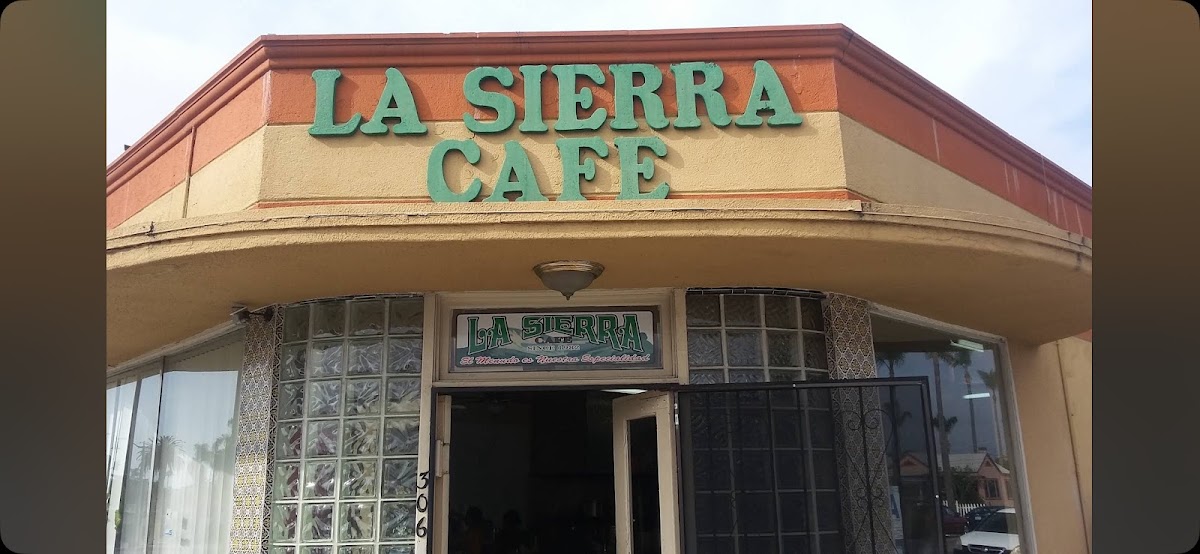 LA SIERRA
CAFE
LA SIERRA
CAFE
El Menudo es Nuestra Especialidad
306